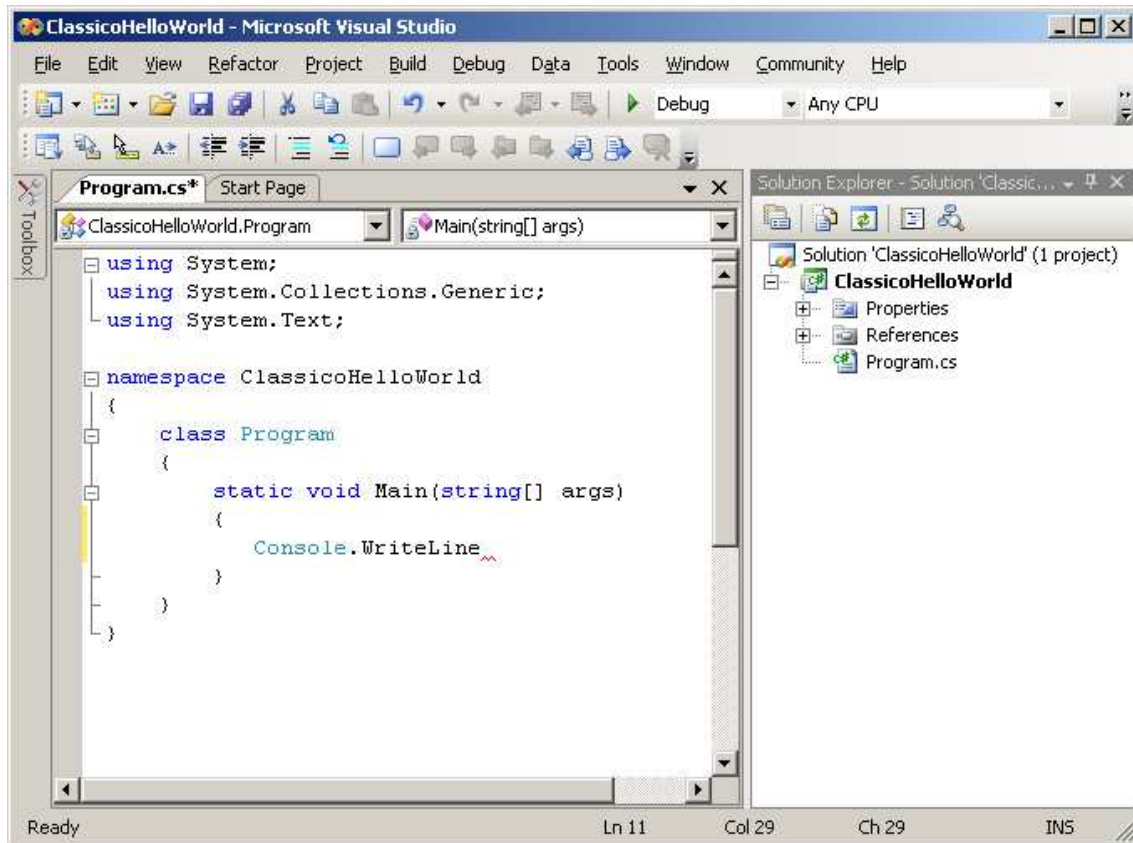 ClassicoHelloWorld - Microsoft Visual Studio
File Edit View Refactor Project Build Debug Data Tools Window Community Help
Debug Any CPU
Program.cs* Start Page
Solution Explorer - Solution 'Classic...
Toolbox
ClassicoHelloWorld.Program Main(string[] args)
using System;
using System.Collections.Generic;
using System.Text;
namespace ClassicoHelloWorld
{
class Program
{
static void Main(string[] args)
{
Console.WriteLine
}
}
}
Solution 'ClassicoHelloWorld' (1 project)
ClassicoHelloWorld
Properties
References
Program.cs
Ready Ln 11 Col 29 Ch 29 INS